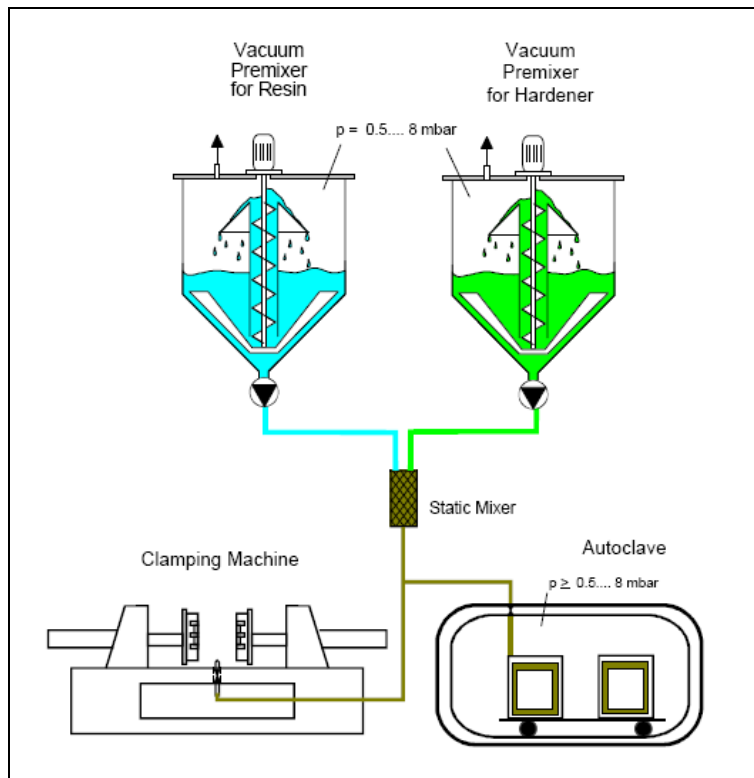 Vacuum
Premixer
for Resin
Vacuum
Premixer
for Hardener
p = 0.5.... 8 mbar
Static Mixer
Clamping Machine
Autoclave
p ≥ 0.5.... 8 mbar